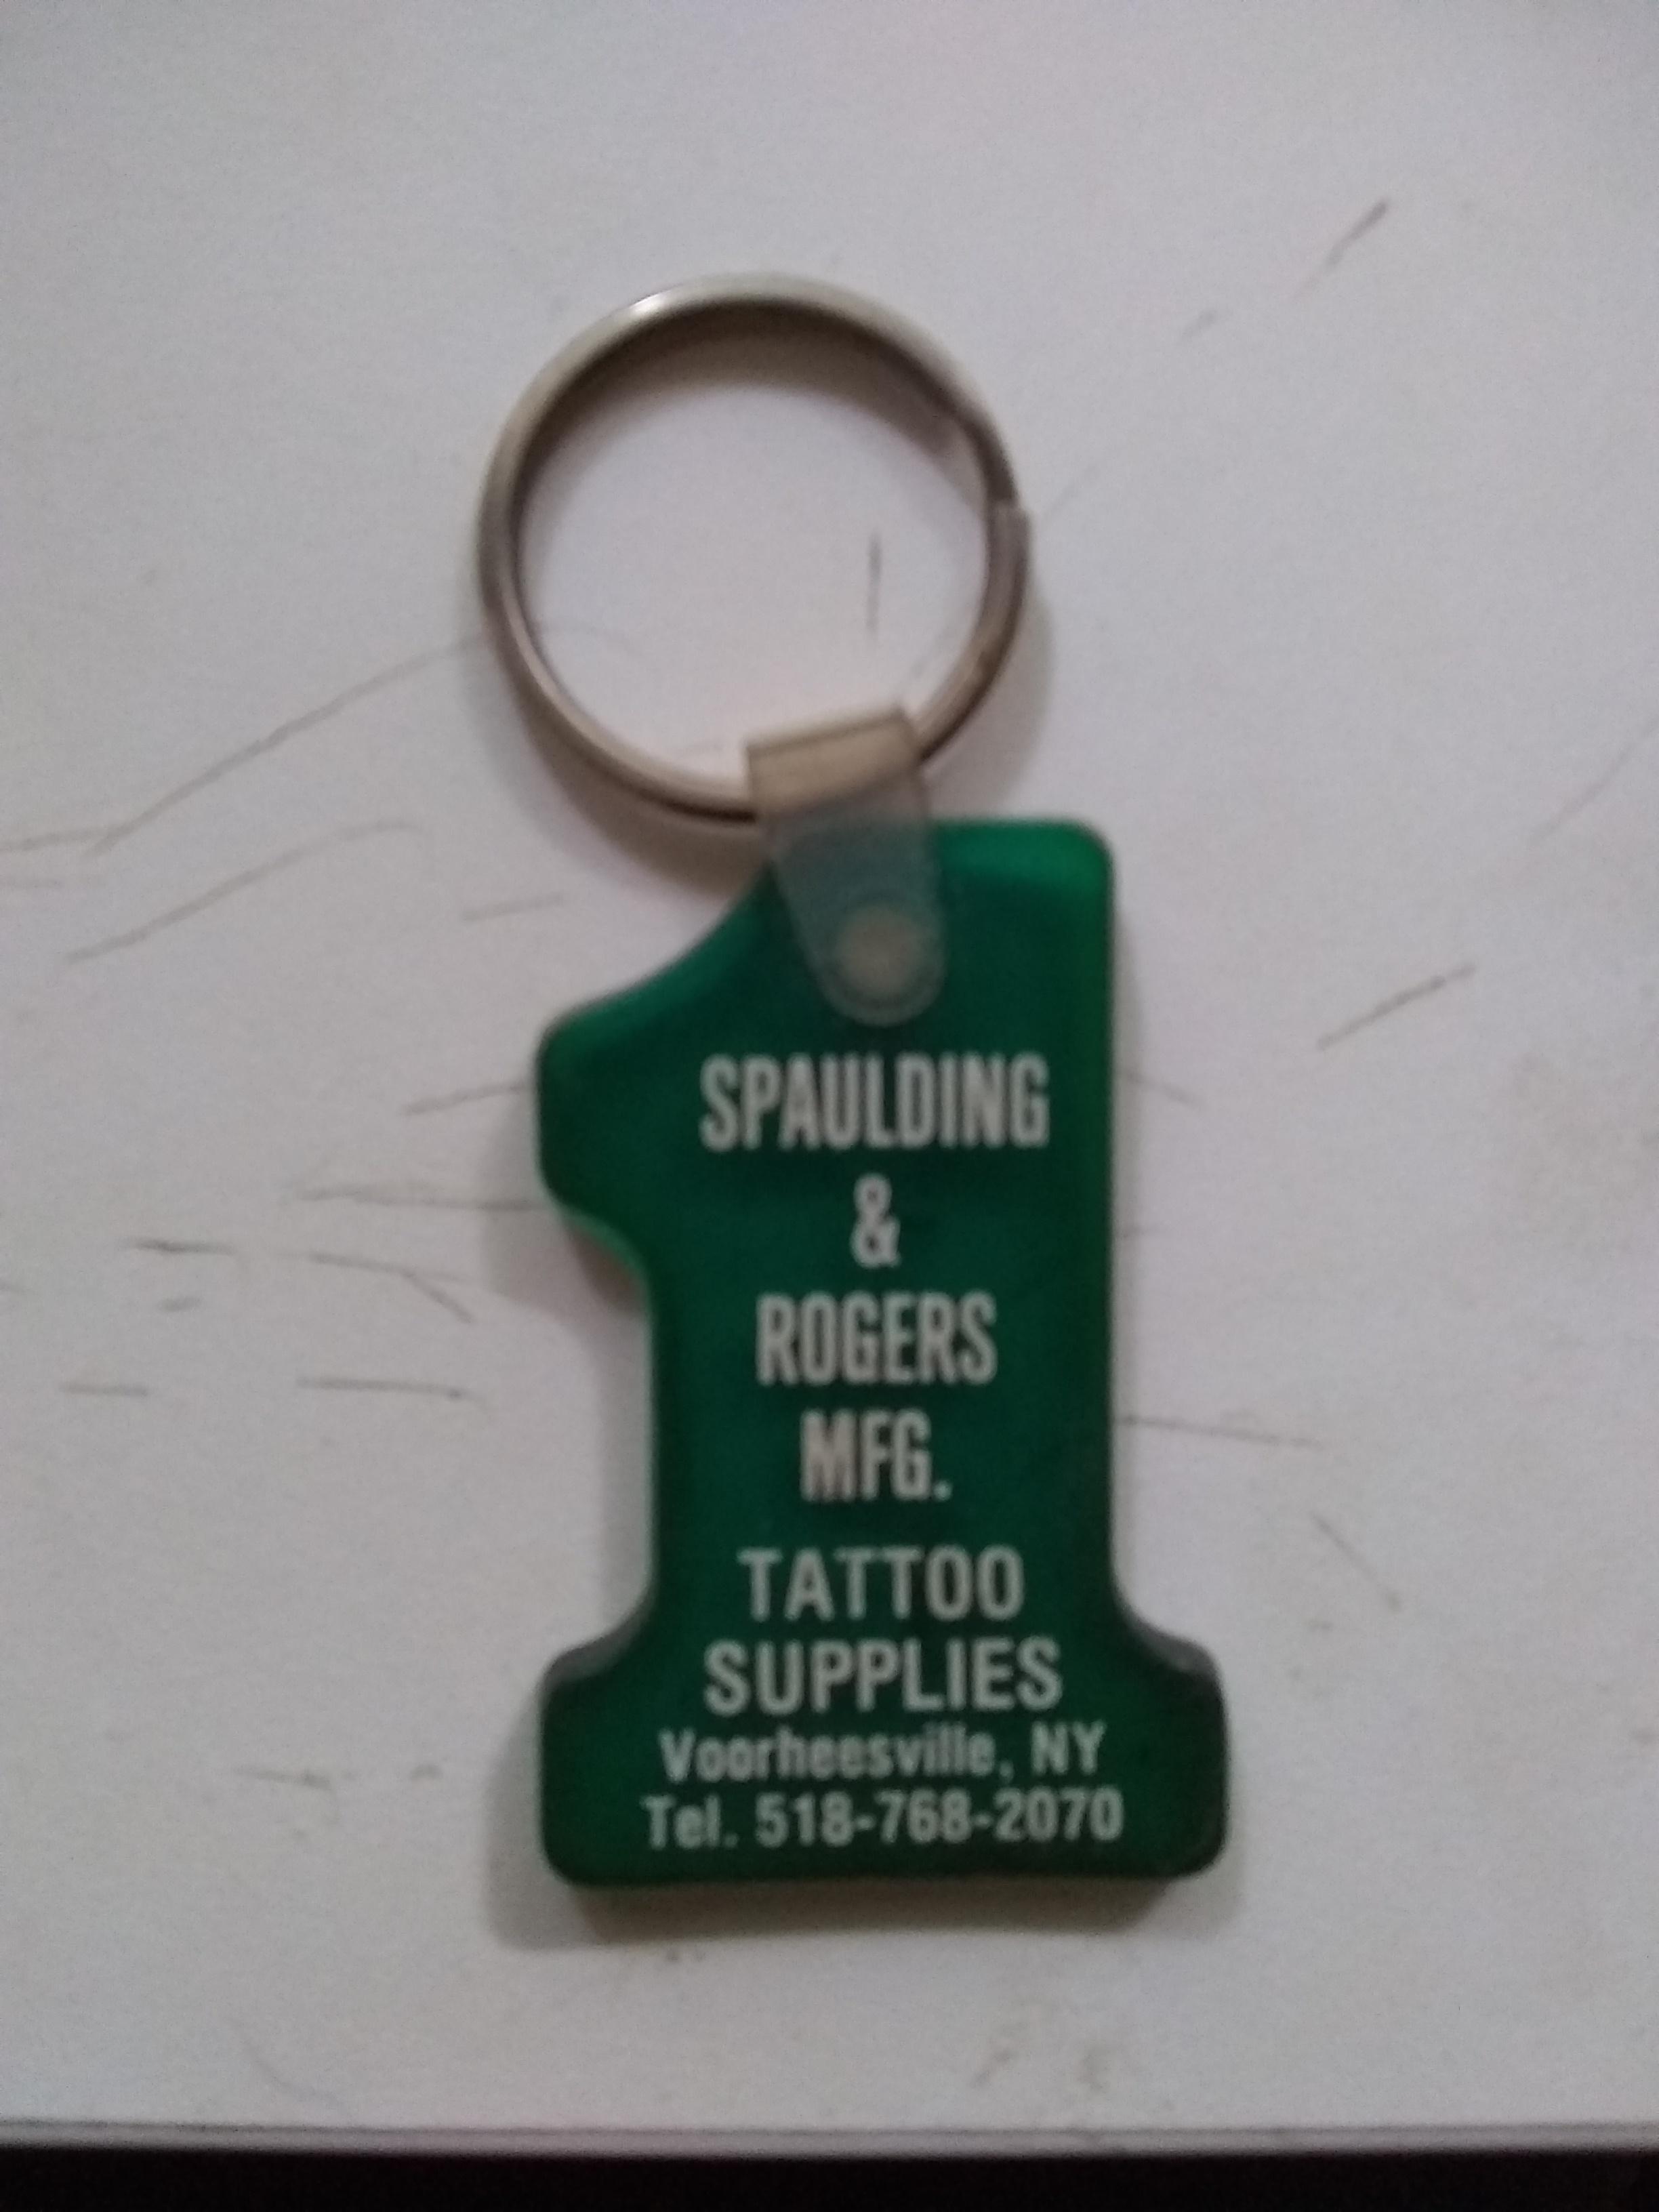 SPAULDING
&
ROGERS
MFG.
TATTOO
SUPPLIES
Voorheesville, NY
Tel. 518-768-2070